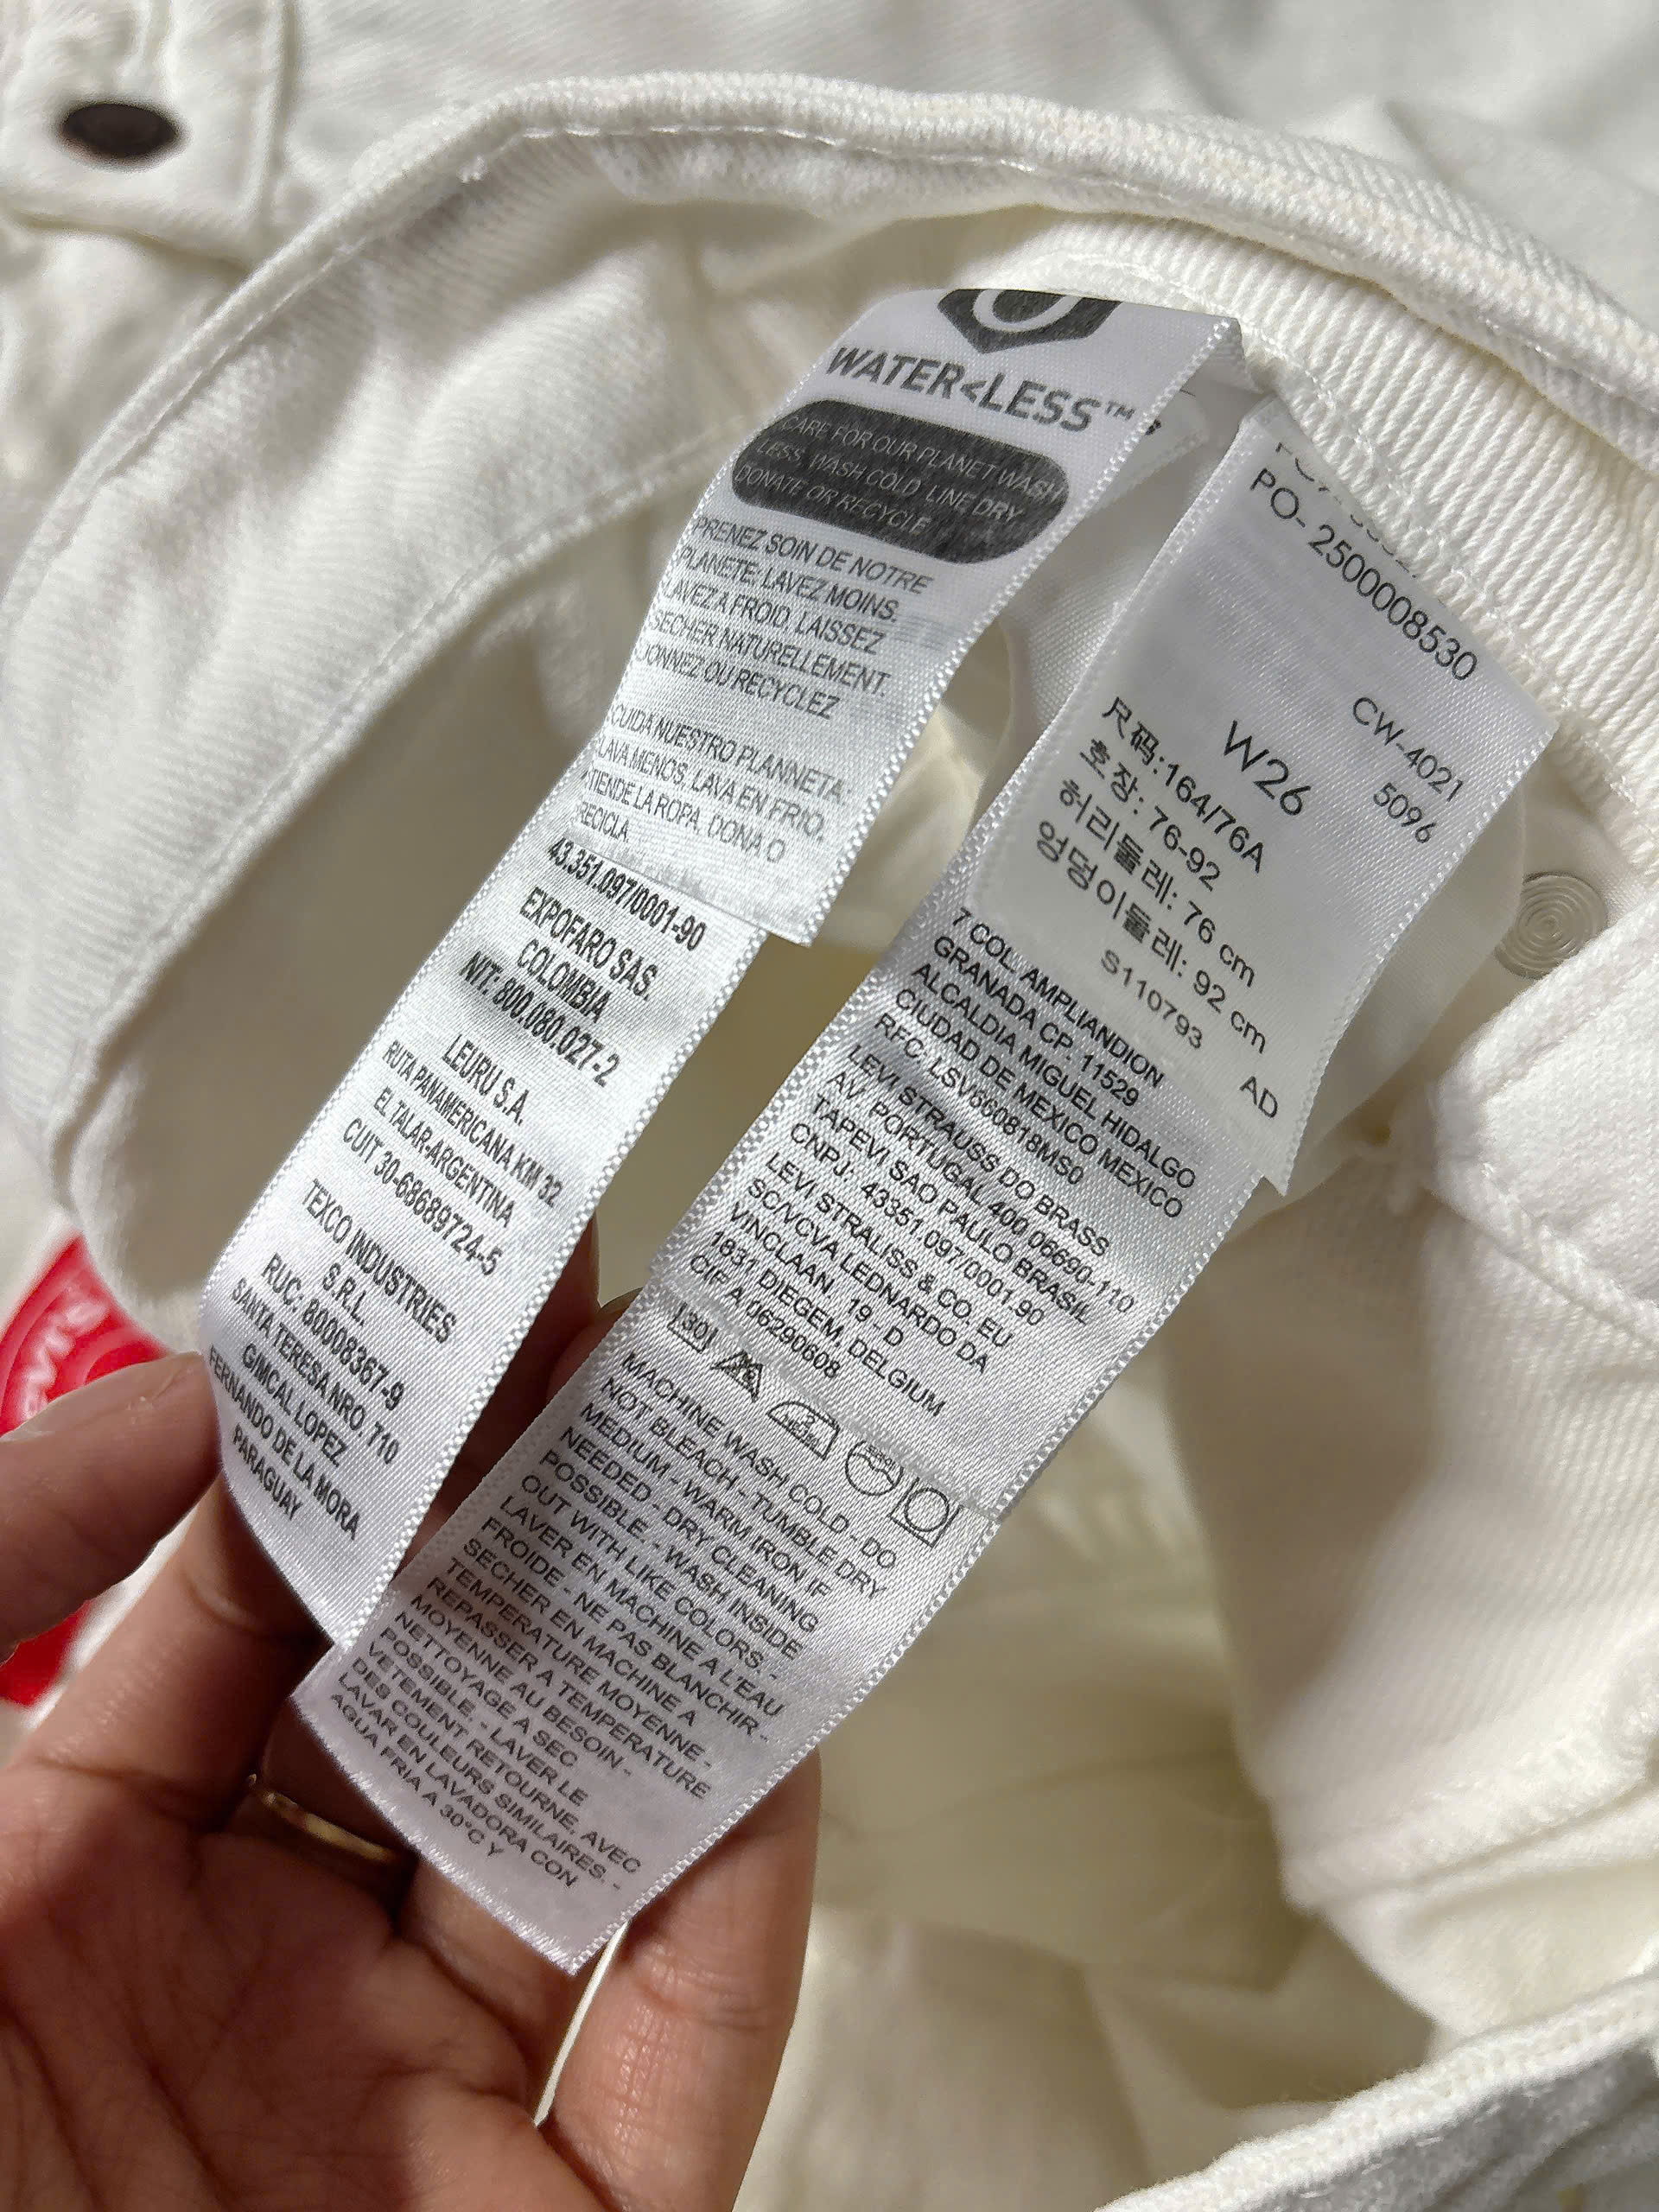 WATER<LESS™
CARE FOR OUR PLANET WASH
LESS, WASH COLD, LINE DRY,
DONATE OR RECYCLE
PRENEZ SOIN DE NOTRE
PLANETE, LAVEZ MOINS.
LAVEZ A FROID, LAISSEZ
SECHER NATURELLEMENT.
DONNEZ OU RECYCLEZ
CUIDA NUESTRO PLANNETA.
LAVA MENOS, LAVA EN FRIO,
TIENDE LA ROPA, DONA O
RECICLA
43.351.097/0001-90
EXPOFARO SAS.
COLOMBIA
NIT: 800.080.027-2
LEURU S.A.
RUTA PANAMERICANA KM 32
EL TALAR-ARGENTINA
CUIT 30-68689724-5
TEXCO INDUSTRIES
S.R.L.
RUC: 80008367-9
SANTA TERESA NRO. 710
GIMCAL LOPEZ
FERNANDO DE LA MORA
PARAGUAY
PO- 2500008530
CW-4021
5096
W26
尺码:164/76A
호장: 76-92
허리둘레: 76 cm
엉덩이둘레: 92 cm
S110793
AD
7 COL AMPLIANDION
GRANADA CP. 11529
ALCALDIA MIGUEL HIDALGO
CIUDAD DE MEXICO MEXICO
RFC: LSV660818MS0
LEVI STRAUSS DO BRASS
AV. PORTUGAL, 400 06690-110
TAPEVI SAO PAULO BRASIL
CNPJ.: 43351.097/0001.90
LEVI STRALISS & CO. EU
SC/VCVA LEDNARDO DA
VINCLAAN, 19 - D
1831 DIEGEM, DELGIUM
CIF A 06290608
30
MACHINE WASH COLD - DO
NOT BLEACH - TUMBLE DRY
MEDIUM - WARM IRON IF
NEEDED - DRY CLEANING
POSSIBLE. - WASH INSIDE
OUT WITH LIKE COLORS. -
LAVER EN MACHINE A L'EAU
FROIDE - NE PAS BLANCHIR -
SECHER EN MACHINE A
TEMPERATURE MOYENNE -
REPASSER A TEMPERATURE
MOYENNE AU BESOIN -
NETTOYAGE A SEC
POSSIBLE. - LAVER LE
VETEMENT RETOURNE, AVEC
DES COULEURS SIMILAIRES. -
LAVAR EN LAVADORA CON
AGUA FRIA A 30°C Y